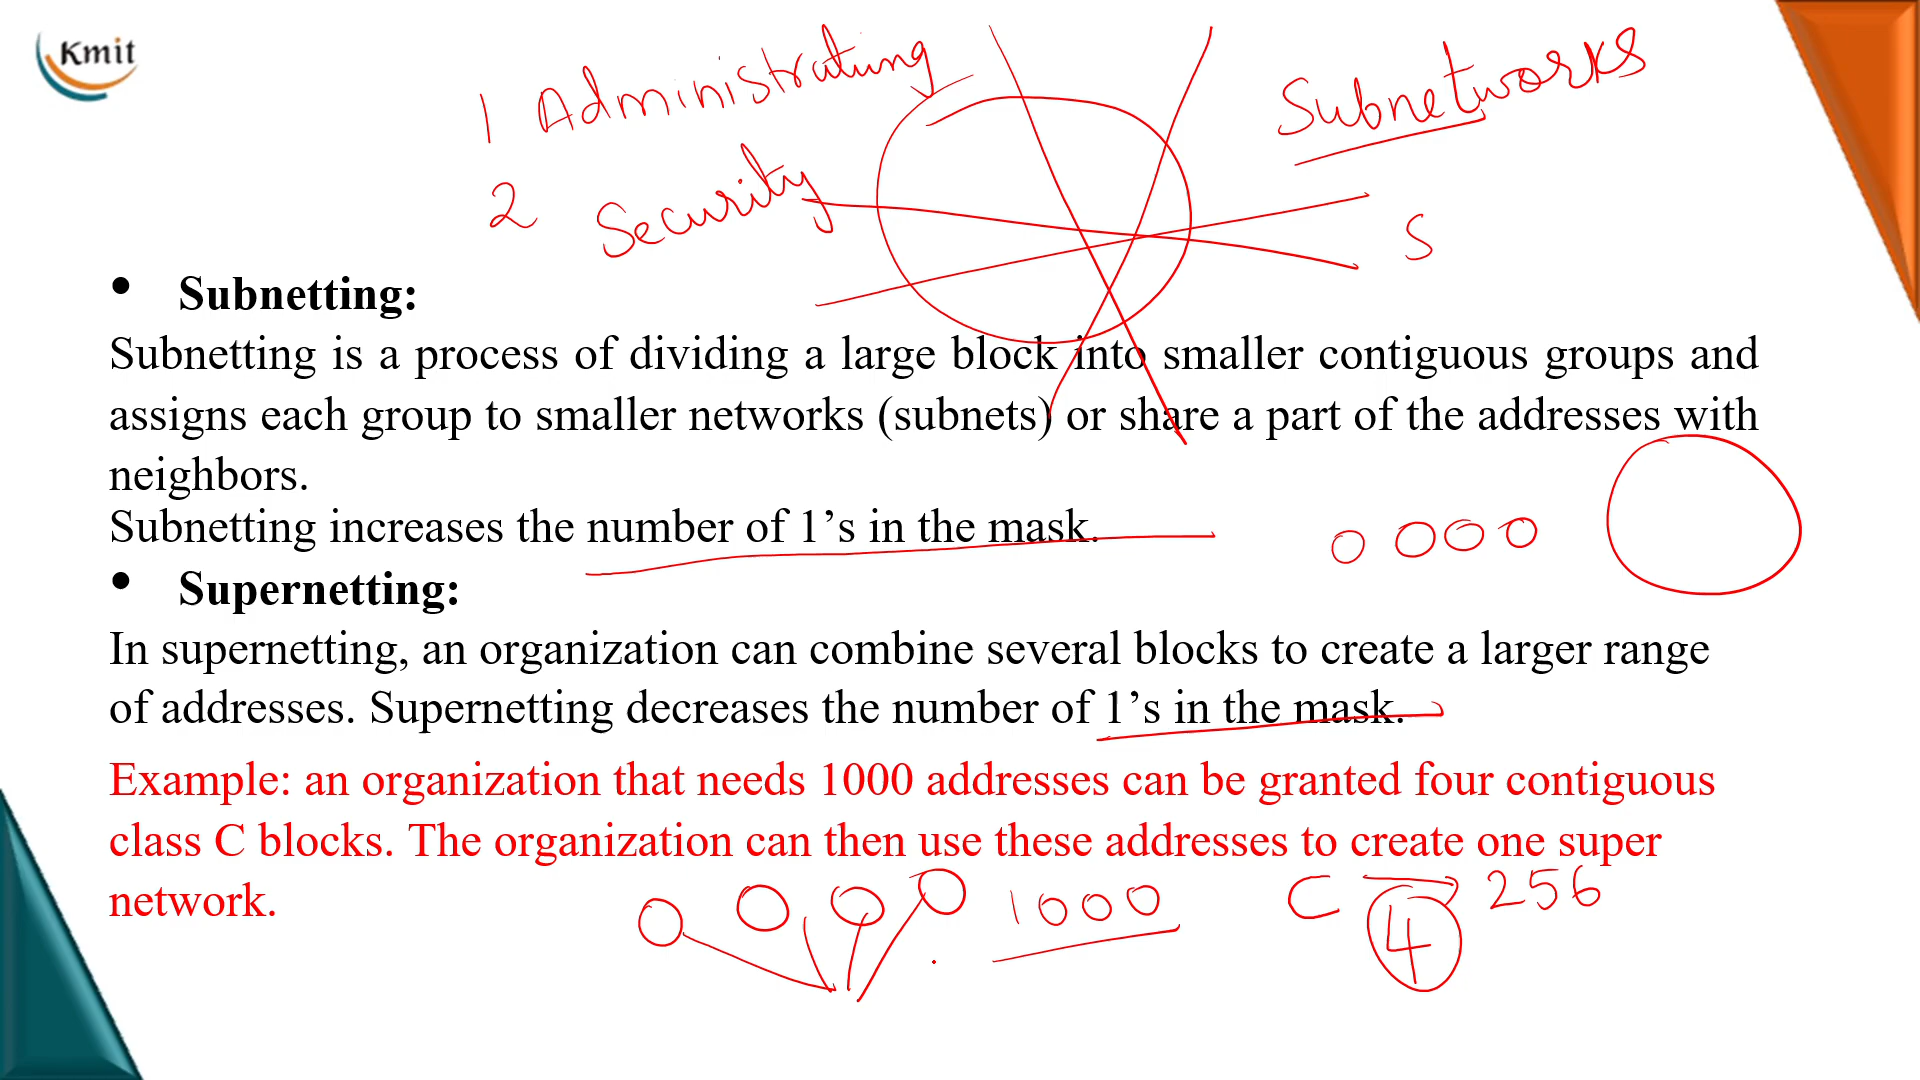 Kmit
1 Administratung
Subnetworks
2 Security
S
• Subnetting:
Subnetting is a process of dividing a large block into smaller contiguous groups and
assigns each group to smaller networks (subnets) or share a part of the addresses with
neighbors.
Subnetting increases the number of 1’s in the mask.
• Supernetting:
In supernetting, an organization can combine several blocks to create a larger range
of addresses. Supernetting decreases the number of 1’s in the mask.
Example: an organization that needs 1000 addresses can be granted four contiguous
class C blocks. The organization can then use these addresses to create one super
network.
1000
C → 256
4